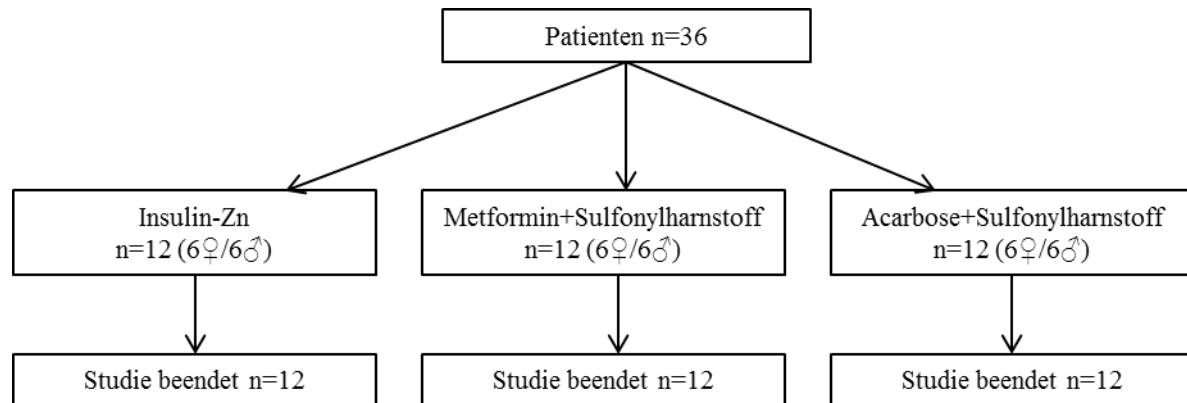 Patienten n=36
Insulin-Zn
n=12 (6♀/6♂)
Metformin+Sulfonylharnstoff
n=12 (6♀/6♂)
Acarbose+Sulfonylharnstoff
n=12 (6♀/6♂)
Studie beendet n=12
Studie beendet n=12
Studie beendet n=12